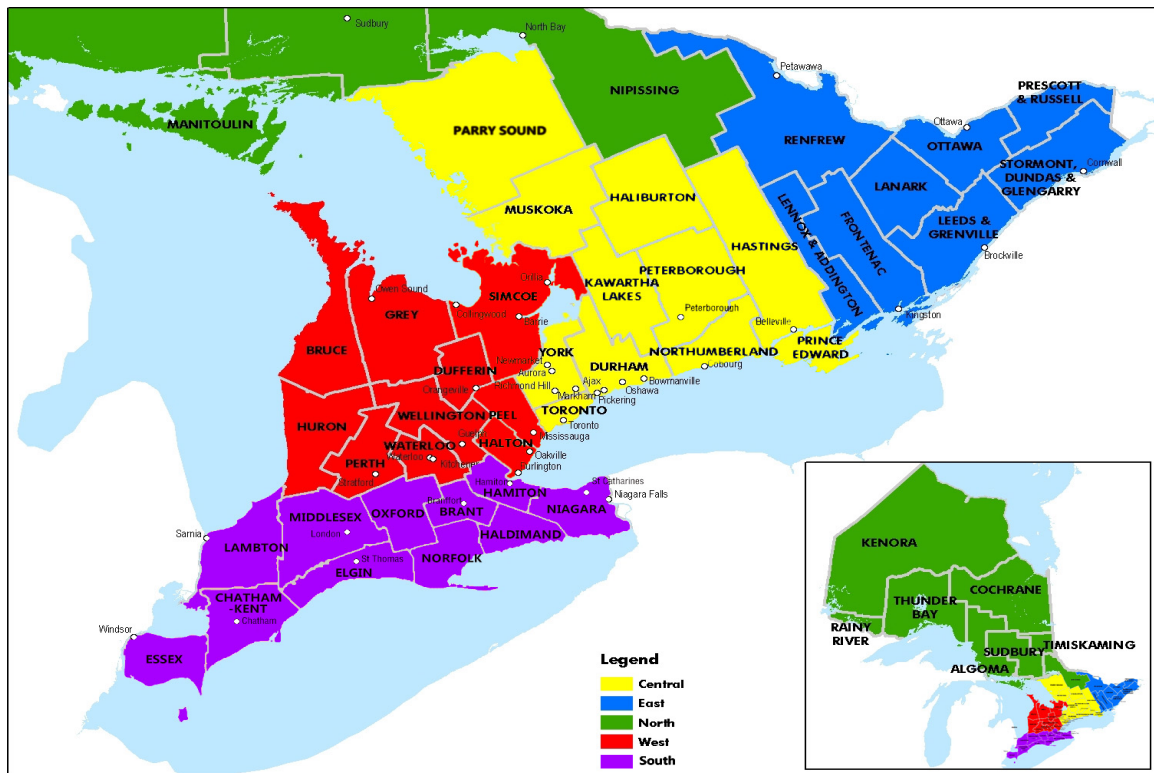 Sudbury
North Bay
Petawawa
NIPISSING
PRESCOTT
& RUSSELL
MANITOULIN
PARRY SOUND
RENFREW
Ottawa
OTTAWA
Cornwall
STORMONT,
DUNDAS &
GLENGARRY
LANARK
HALIBURTON
MUSKOKA
LENNOX & ADDINGTON
FRONTENAC
LEEDS &
GRENVILLE
Brockville
HASTINGS
PETERBOROUGH
KAWARTHA
LAKES
Orillia
SIMCOE
Owen Sound
GREY
Collingwood
Barrie
Peterborough
Kingston
Belleville
PRINCE
EDWARD
BRUCE
YORK
NORTHUMBERLAND
Cobourg
DURHAM
Newmarket
Aurora
DUFFERIN
Orangeville
Richmond Hill
Ajax
Bowmanville
Oshawa
Markham
Pickering
TORONTO
Toronto
WELLINGTON
PEEL
HURON
Mississauga
WATERLOO
Guelph
HALTON
Oakville
Waterloo
Kitchener
PERTH
Stratford
Burlington
Hamilton
HAMITON
St Catharines
Niagara Falls
NIAGARA
Brantford
BRANT
OXFORD
MIDDLESEX
London
HALDIMAND
Sarnia
LAMBTON
NORFOLK
St Thomas
ELGIN
CHATHAM
-KENT
Chatham
Windsor
ESSEX
Legend
Central
East
North
West
South
KENORA
COCHRANE
THUNDER
BAY
RAINY
RIVER
TIMISKAMING
SUDBURY
ALGOMA